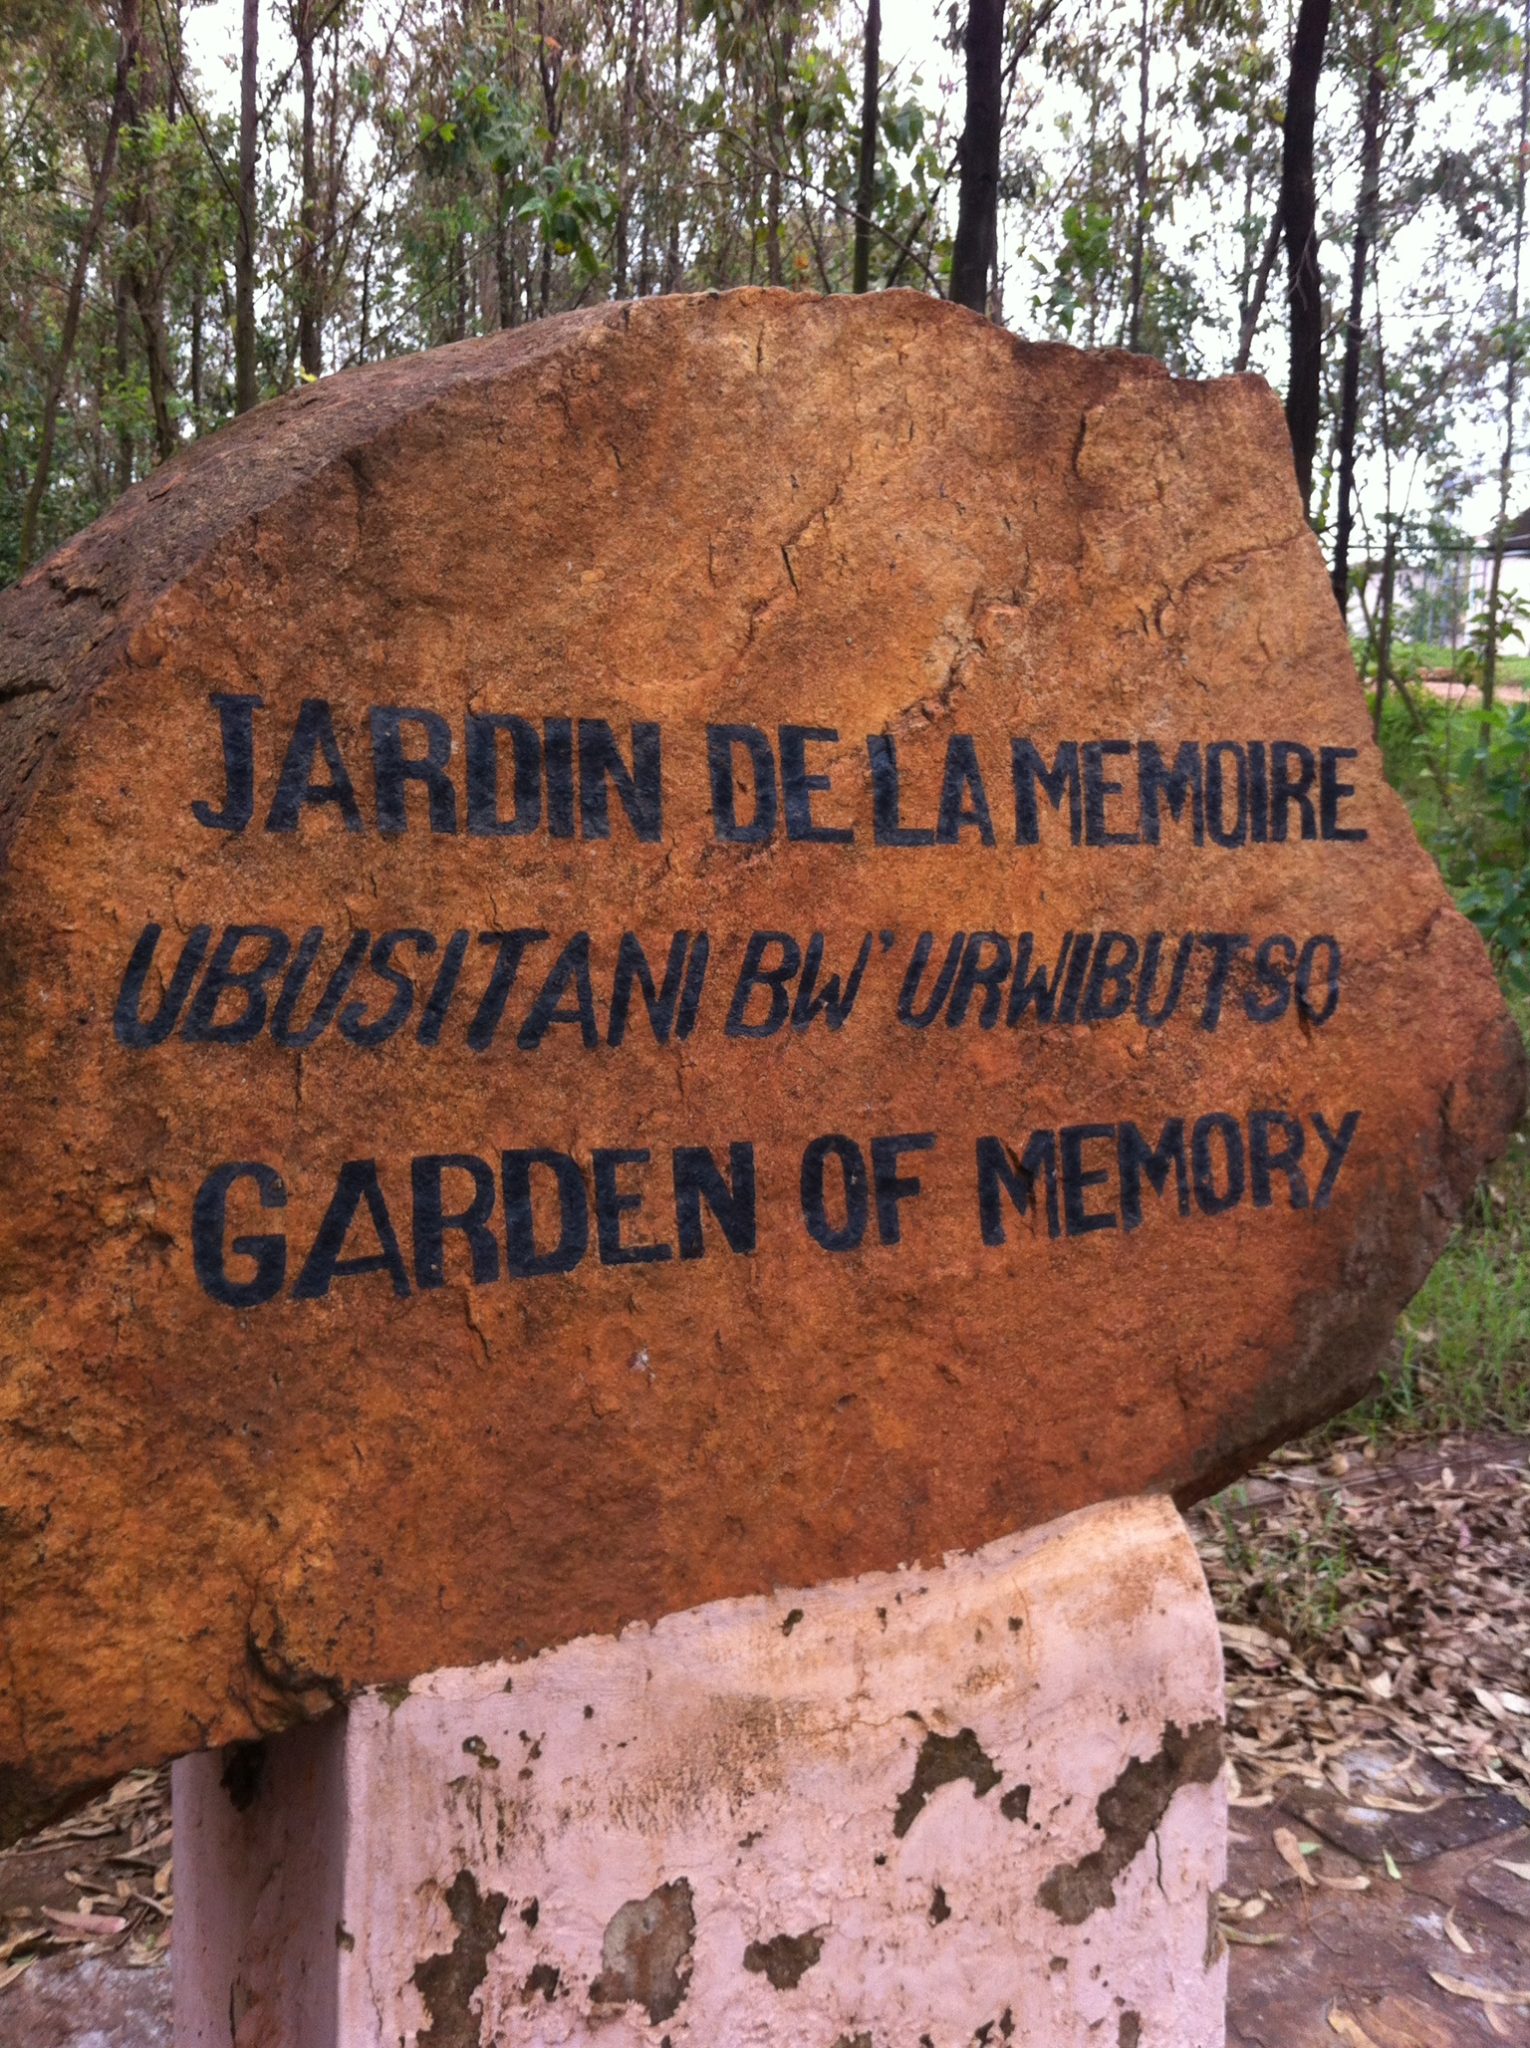 JARDIN DE LA MEMOIRE
UBUSITANI BW'URWIBUTSO
GARDEN OF MEMORY